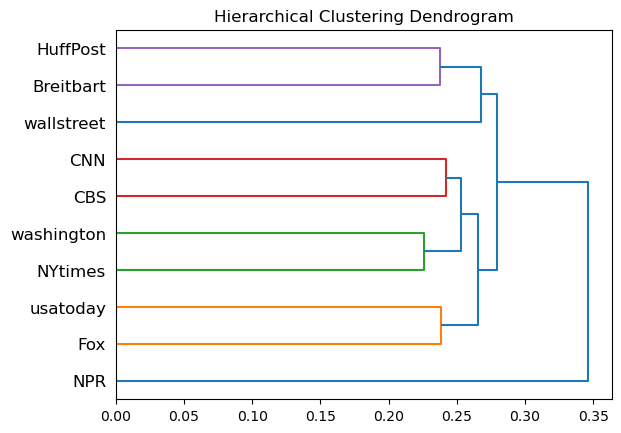 Hierarchical Clustering Dendrogram
HuffPost
Breitbart
wallstreet
CNN
CBS
washington
NYtimes
usatoday
Fox
NPR
0.00 0.05 0.10 0.15 0.20 0.25 0.30 0.35